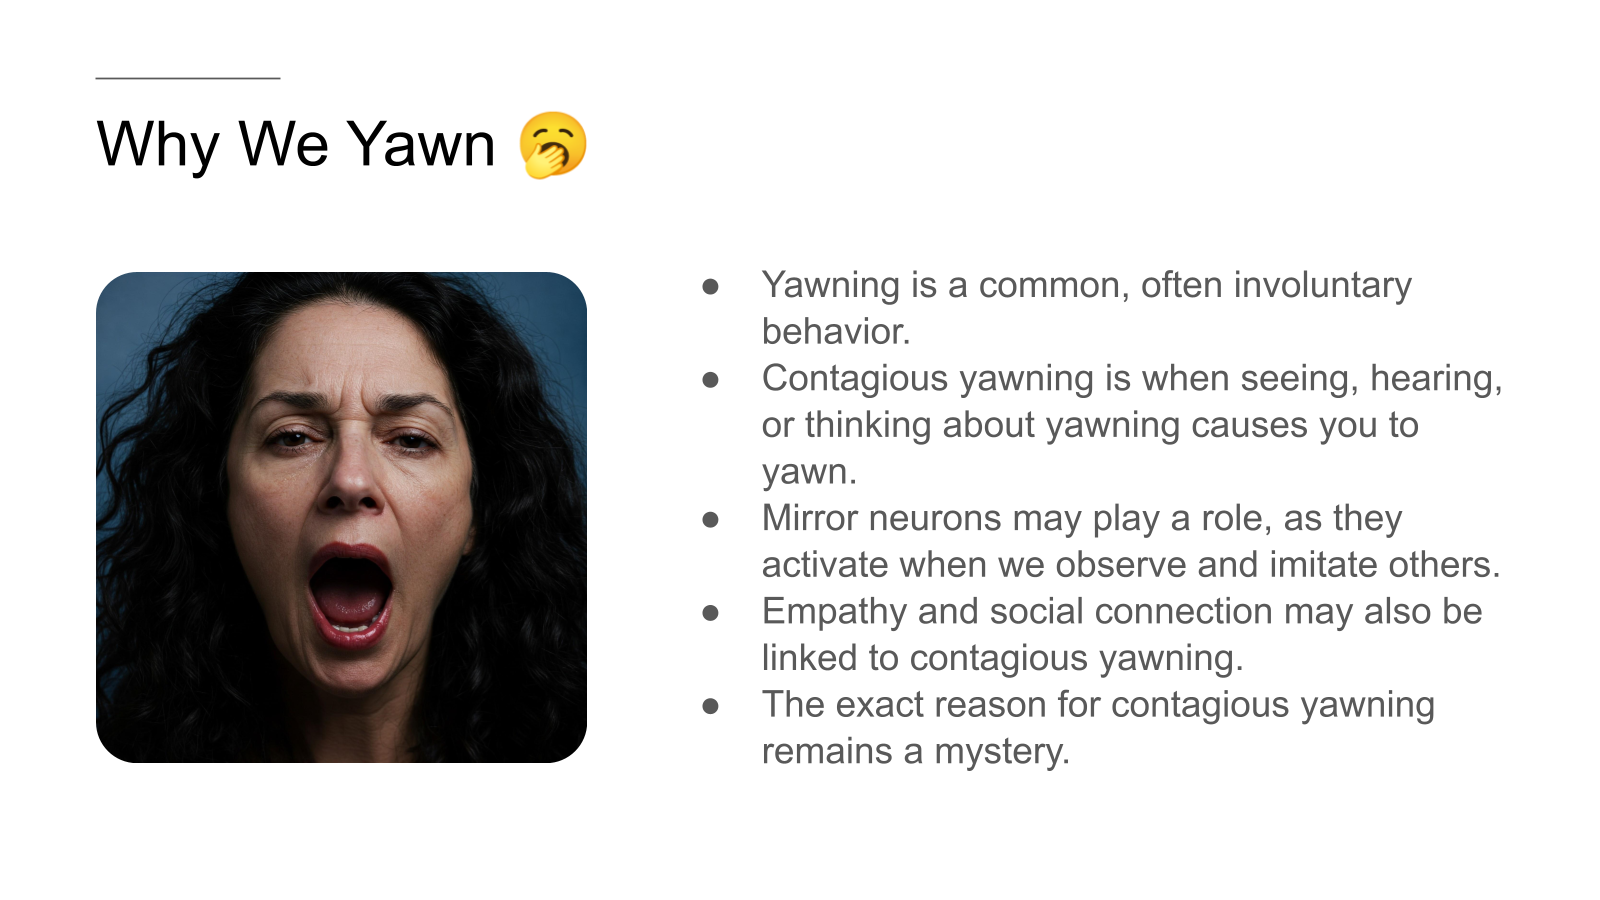 Why We Yawn 🥱
● Yawning is a common, often involuntary
behavior.
● Contagious yawning is when seeing, hearing,
or thinking about yawning causes you to
yawn.
● Mirror neurons may play a role, as they
activate when we observe and imitate others.
● Empathy and social connection may also be
linked to contagious yawning.
● The exact reason for contagious yawning
remains a mystery.